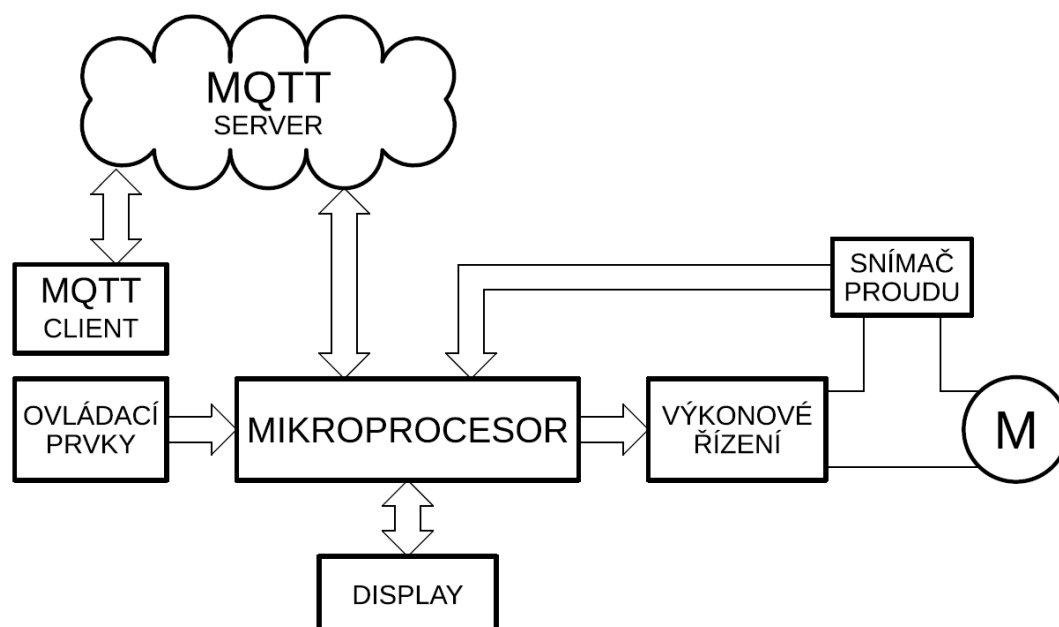 MQTT
SERVER
MQTT
CLIENT
SNÍMAČ
PROUDU
OVLÁDACÍ
PRVKY
MIKROPROCESOR
VÝKONOVÉ
ŘÍZENÍ
M
DISPLAY